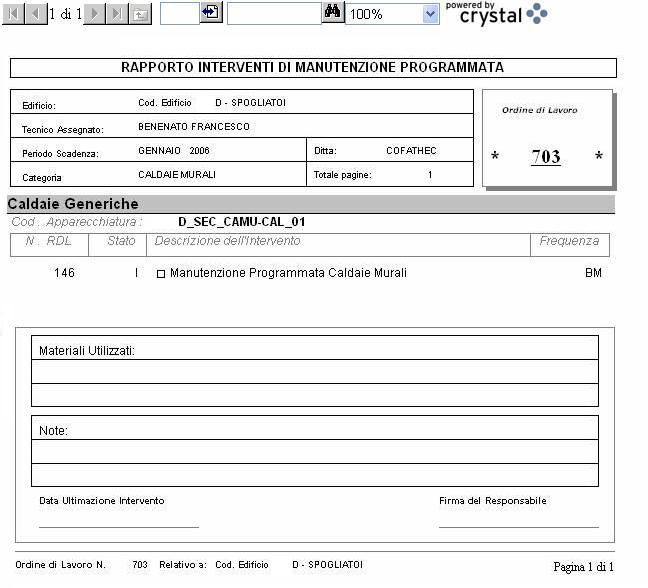 1 di 1 100% powered by crystal
RAPPORTO INTERVENTI DI MANUTENZIONE PROGRAMMATA
Edificio: Cod. Edificio D - SPOGLIATOI
Tecnico Assegnato: BENENATO FRANCESCO
Periodo Scadenza: GENNAIO 2006 Ditta: COFATHEC
Categoria CALDAIE MURALI Totale pagine: 1
Ordine di Lavoro
* 703 *
Caldaie Generiche
Cod . Apparecchiatura : D_SEC_CAMU-CAL_01
N . RDL Stato Descrizione dell'Intervento Frequenza
146 I Manutenzione Programmata Caldaie Murali BM
Materiali Utilizzati:
Note:
Data Ultimazione Intervento Firma del Responsabile
Ordine di Lavoro N. 703 Relativo a: Cod. Edificio D - SPOGLIATOI Pagina 1 di 1